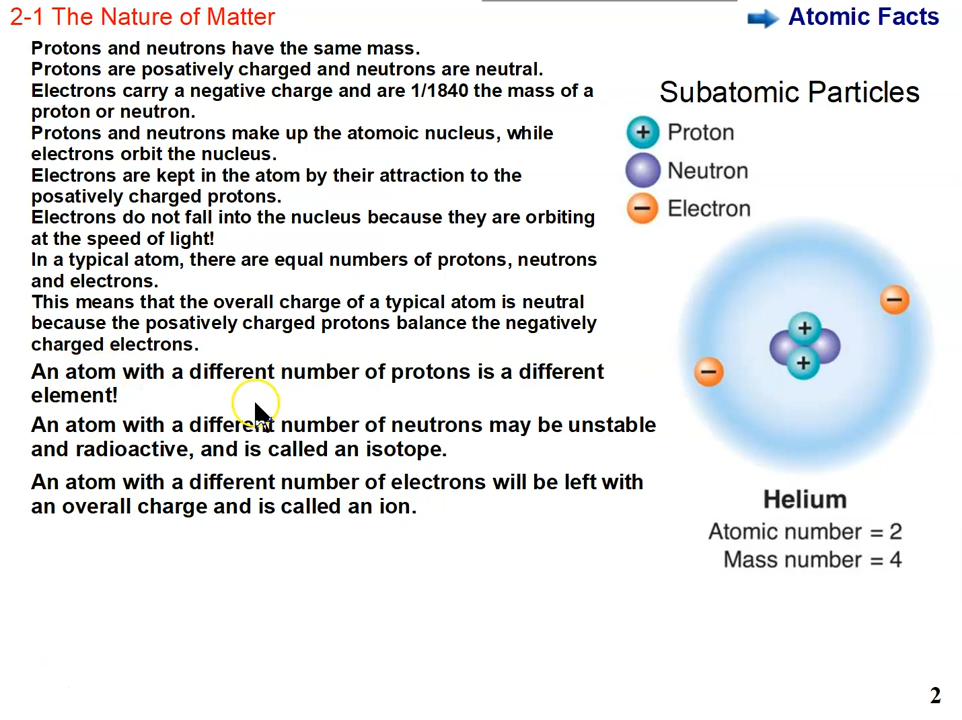 2-1 The Nature of Matter
Atomic Facts
Protons and neutrons have the same mass.
Protons are posatively charged and neutrons are neutral.
Electrons carry a negative charge and are 1/1840 the mass of a
proton or neutron.
Protons and neutrons make up the atomoic nucleus, while
electrons orbit the nucleus.
Electrons are kept in the atom by their attraction to the
posatively charged protons.
Electrons do not fall into the nucleus because they are orbiting
at the speed of light!
In a typical atom, there are equal numbers of protons, neutrons
and electrons.
This means that the overall charge of a typical atom is neutral
because the posatively charged protons balance the negatively
charged electrons.
An atom with a different number of protons is a different
element!
An atom with a different number of neutrons may be unstable
and radioactive, and is called an isotope.
An atom with a different number of electrons will be left with
an overall charge and is called an ion.
Subatomic Particles
+ Proton
Neutron
− Electron
−
+
+
−
Helium
Atomic number = 2
Mass number = 4
2